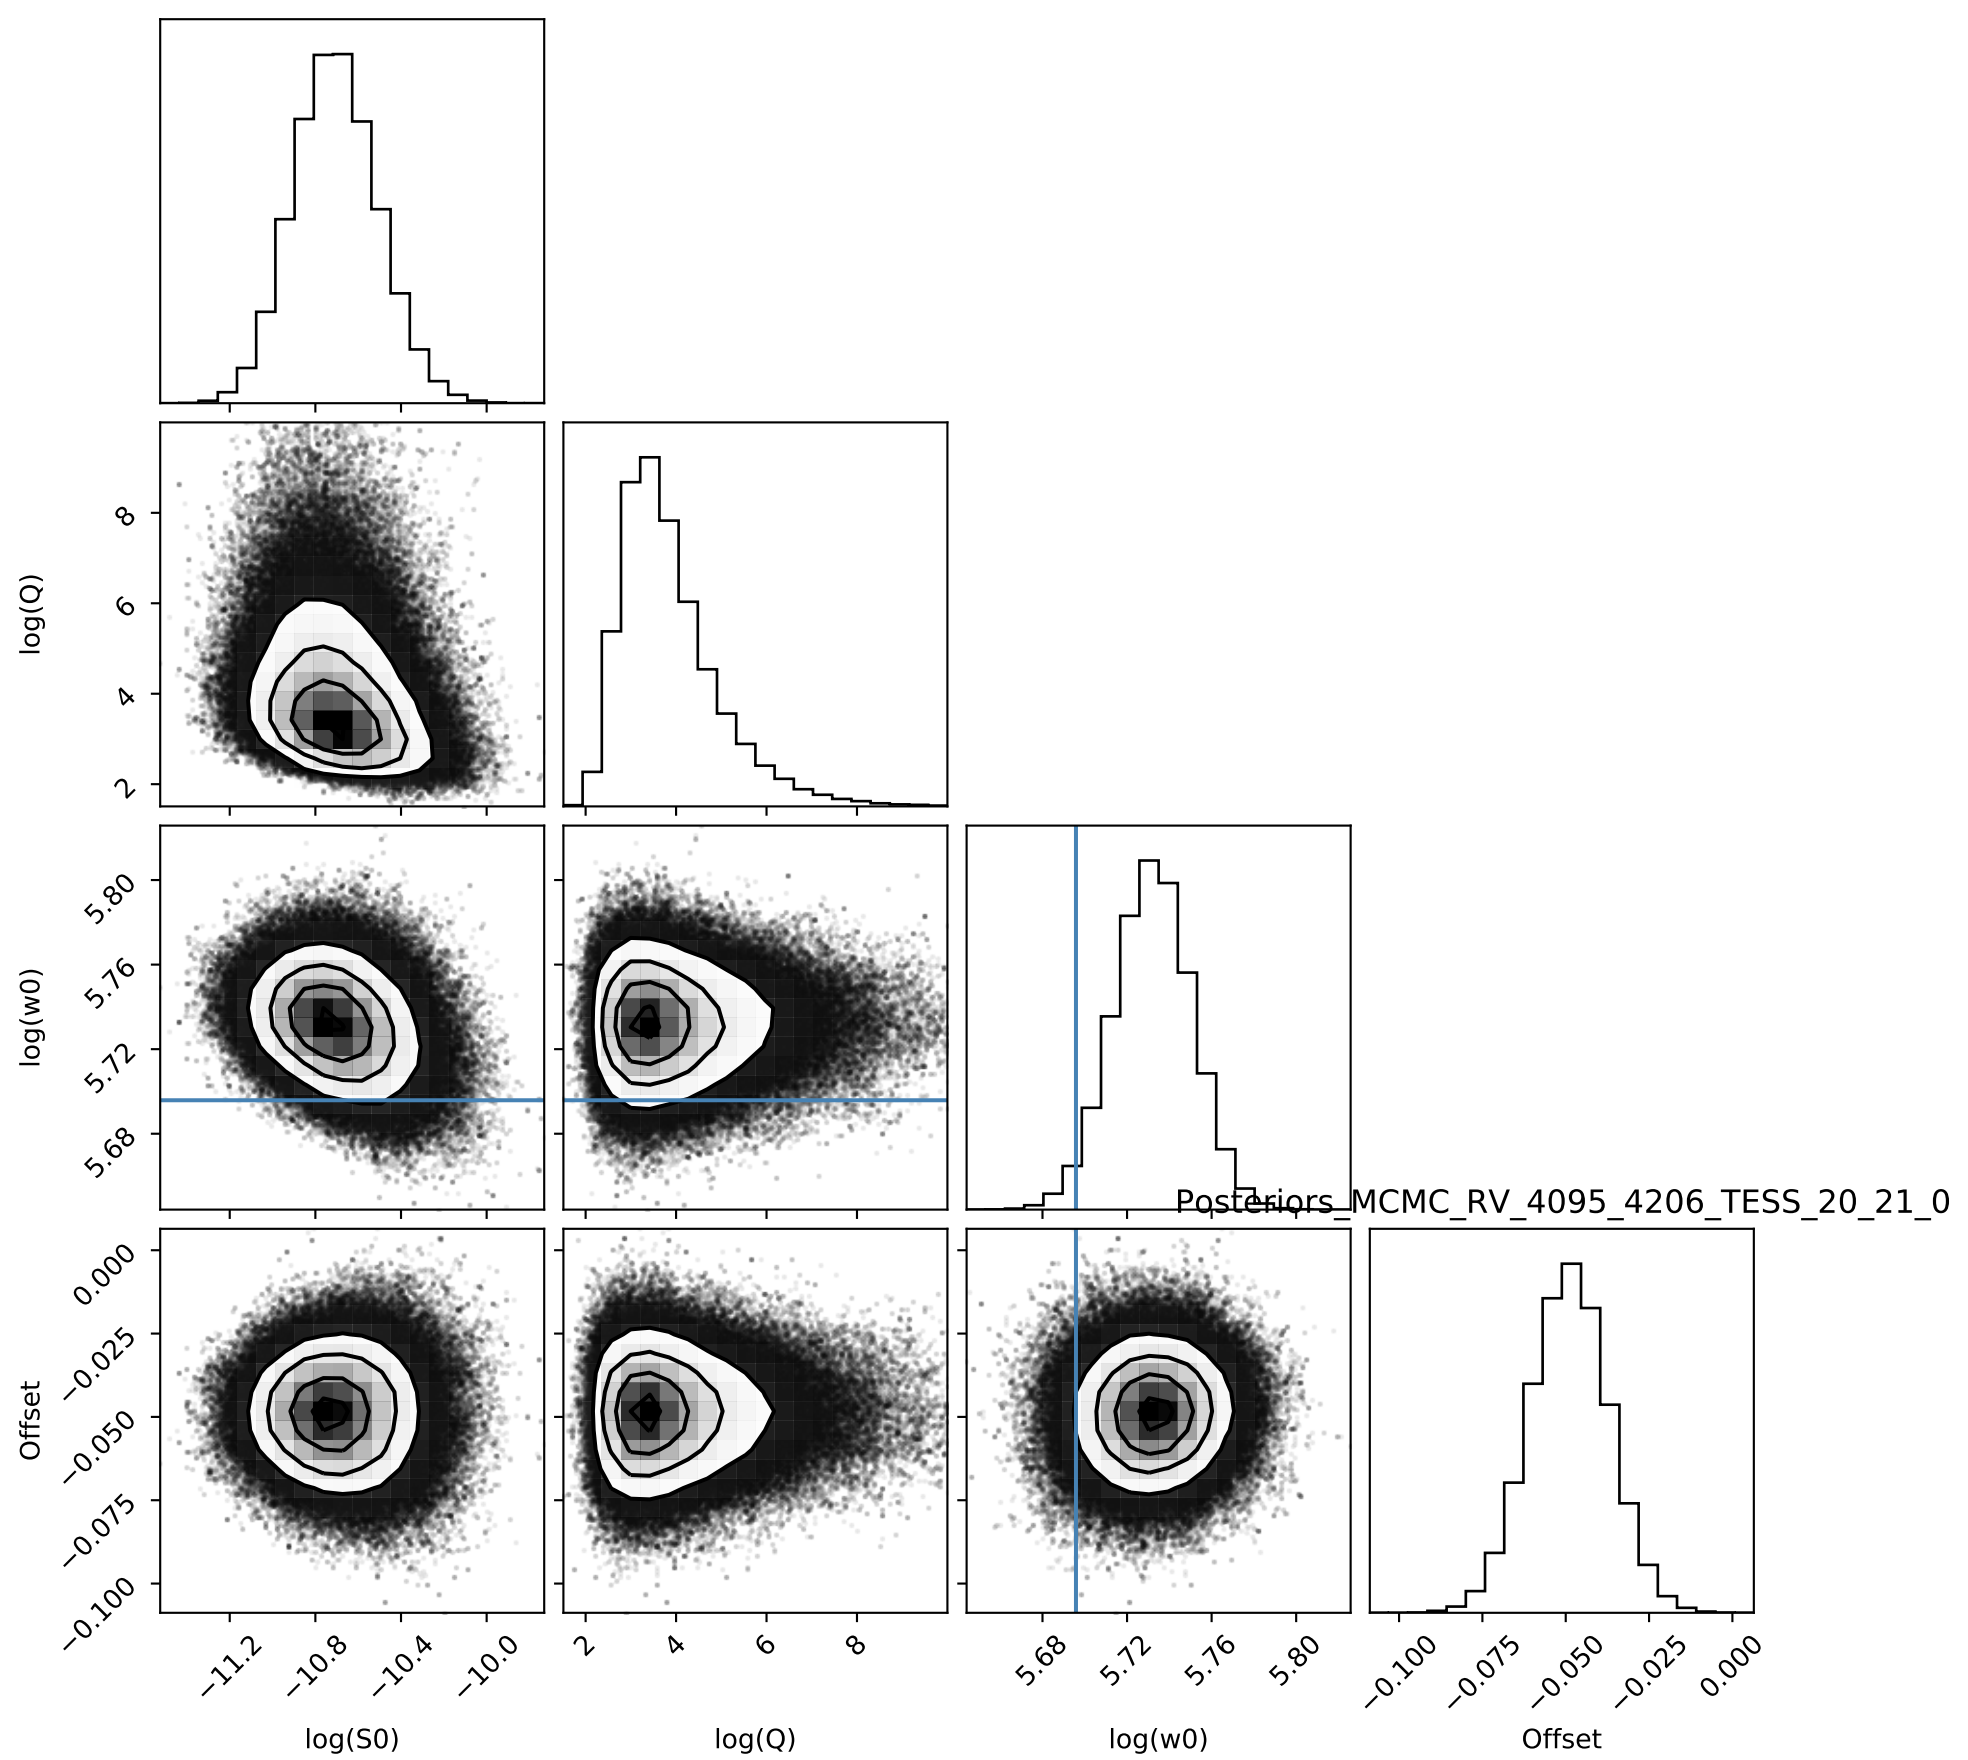 log(Q)
8
6
4
2
log(w0)
5.80
5.76
5.72
5.68
Posteriors_MCMC_RV_4095_4206_TESS_20_21_0
Offset
0.000
−0.025
−0.050
−0.075
−0.100
−11.2 −10.8 −10.4 −10.0
2 4 6 8
5.68 5.72 5.76 5.80
−0.100 −0.075 −0.050 −0.025 0.000
log(S0) log(Q) log(w0) Offset